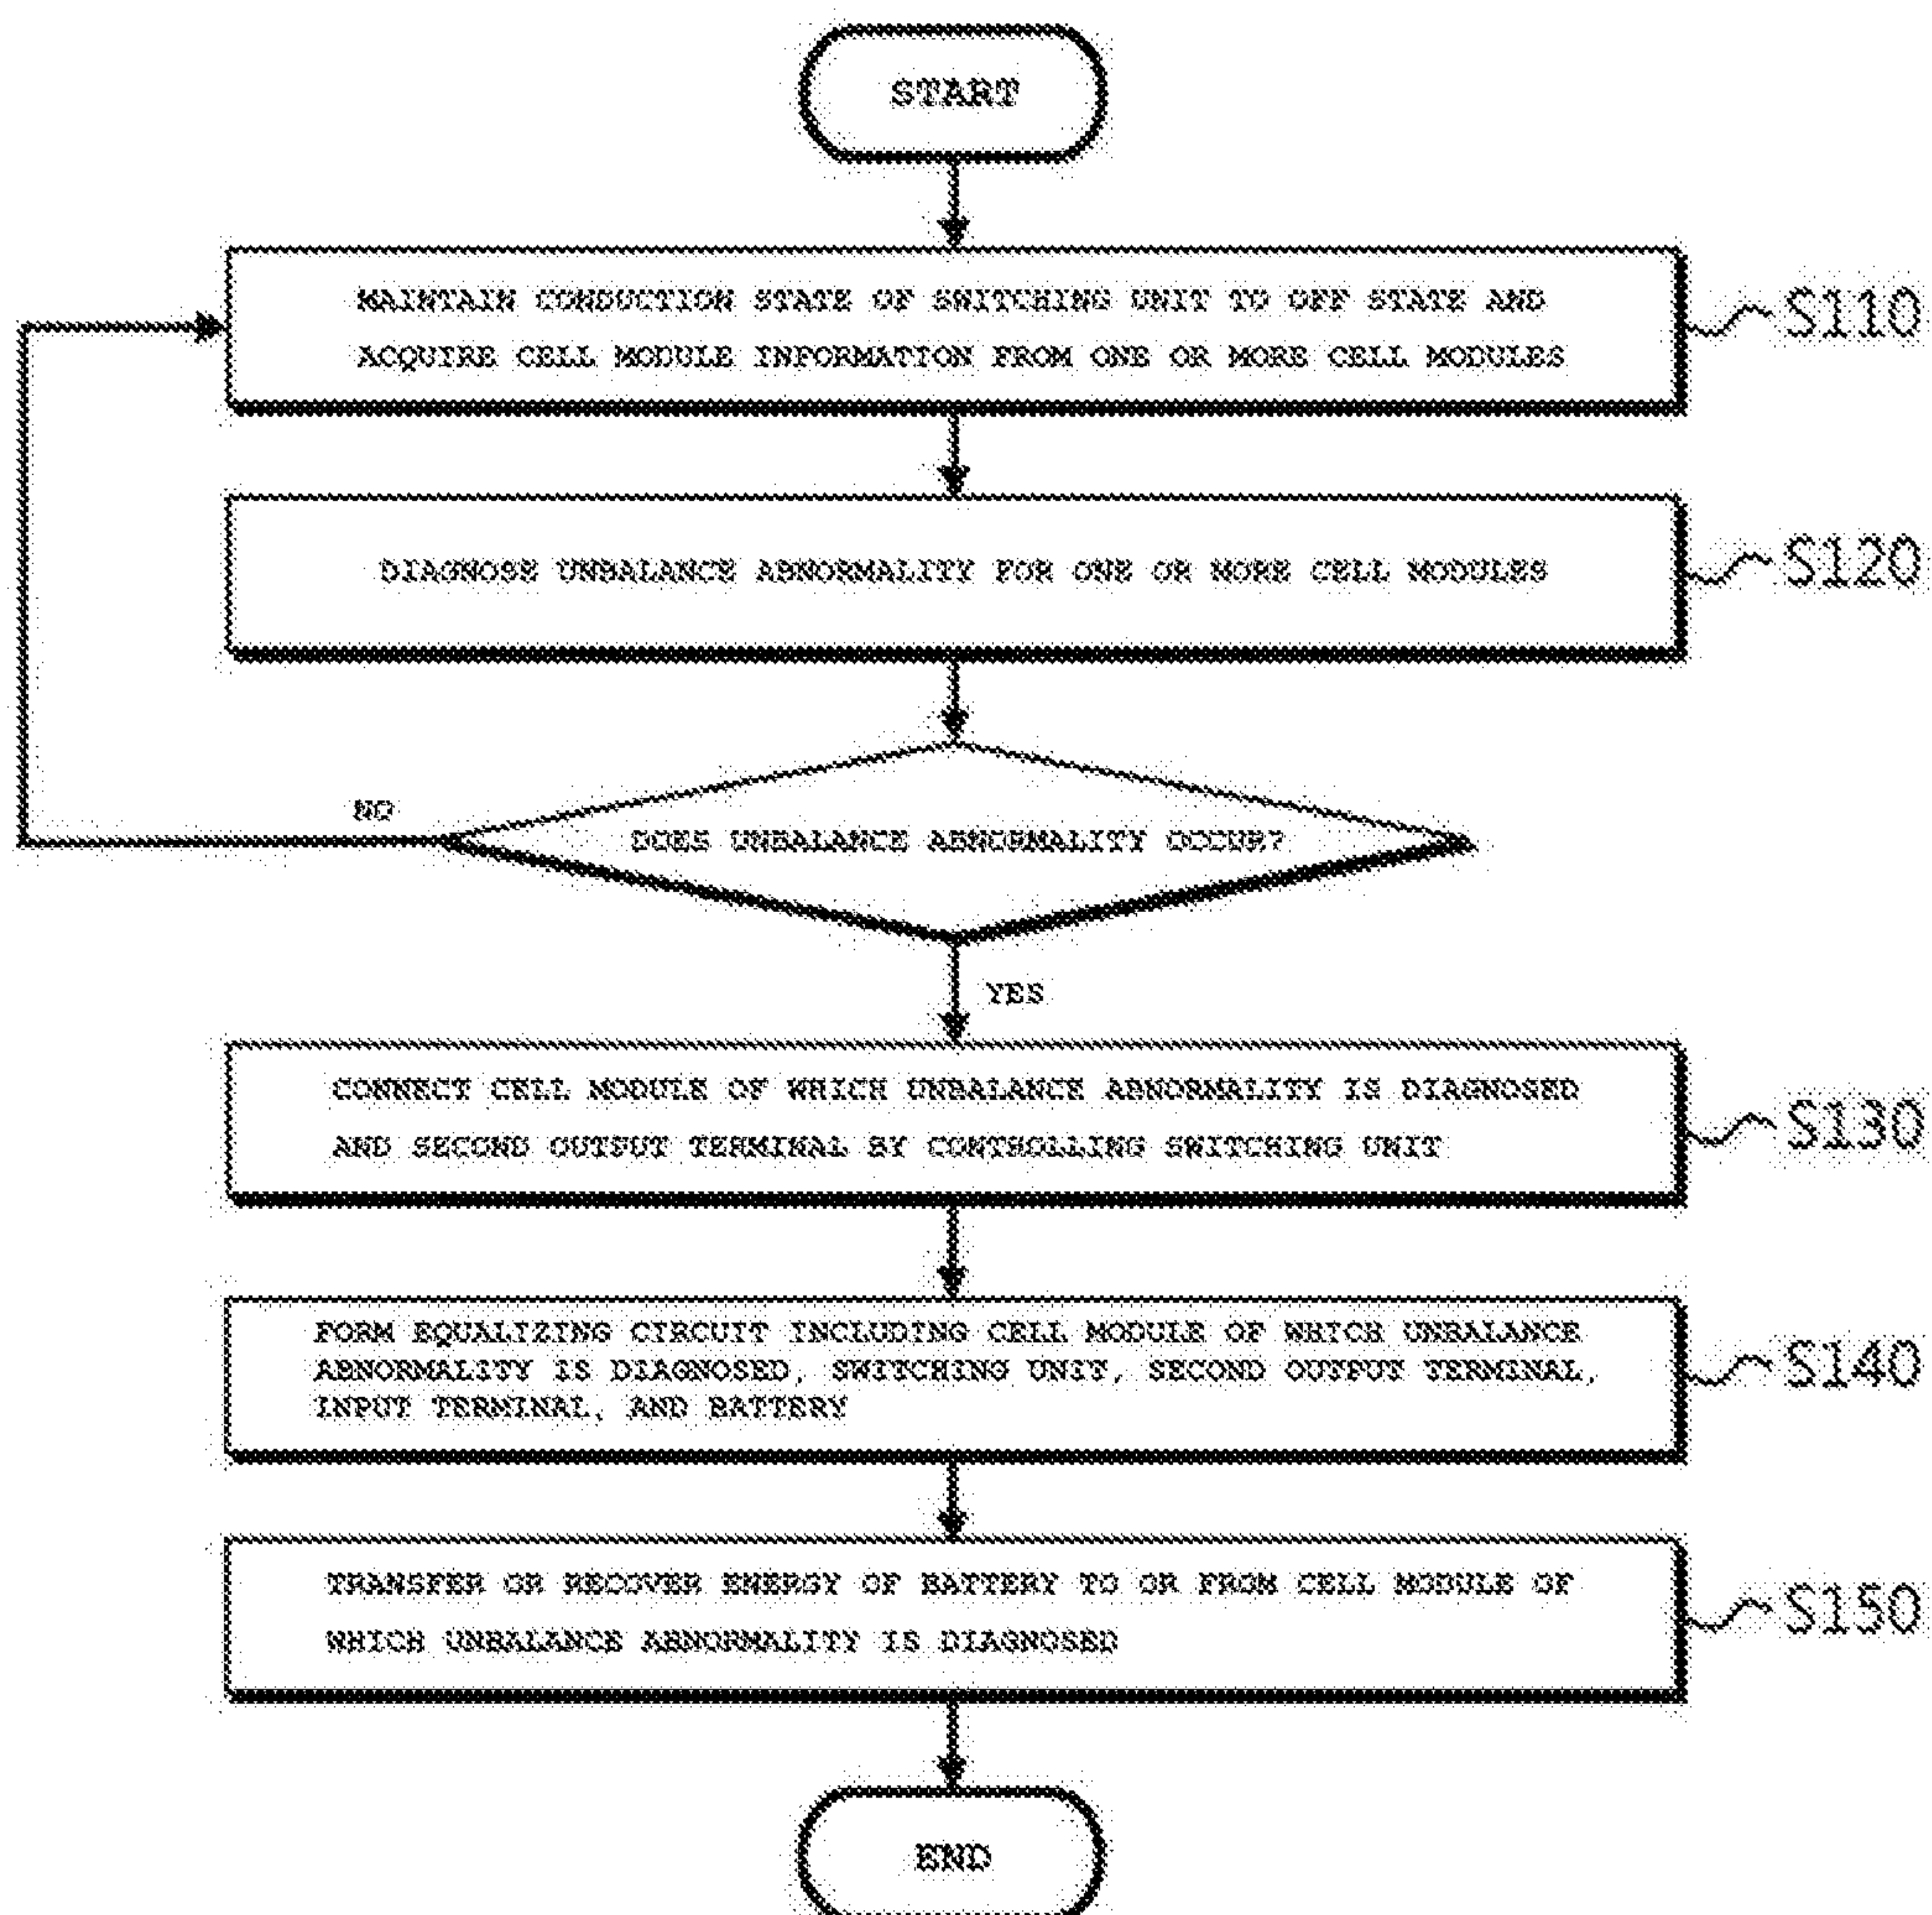 START
MAINTAIN CONDUCTION STATE OF SWITCHING UNIT TO OFF STATE AND
ACQUIRE CELL MODULE INFORMATION FROM ONE OR MORE CELL MODULES
S110
DIAGNOSE UNBALANCE ABNORMALITY FOR ONE OR MORE CELL MODULES
S120
NO
DOES UNBALANCE ABNORMALITY OCCUR?
YES
CONNECT CELL MODULE OF WHICH UNBALANCE ABNORMALITY IS DIAGNOSED
AND SECOND OUTPUT TERMINAL BY CONTROLLING SWITCHING UNIT
S130
FORM EQUALIZING CIRCUIT INCLUDING CELL MODULE OF WHICH UNBALANCE
ABNORMALITY IS DIAGNOSED, SWITCHING UNIT, SECOND OUTPUT TERMINAL,
INPUT TERMINAL, AND BATTERY
S140
TRANSFER OR RECOVER ENERGY OF BATTERY TO OR FROM CELL MODULE OF
WHICH UNBALANCE ABNORMALITY IS DIAGNOSED
S150
END